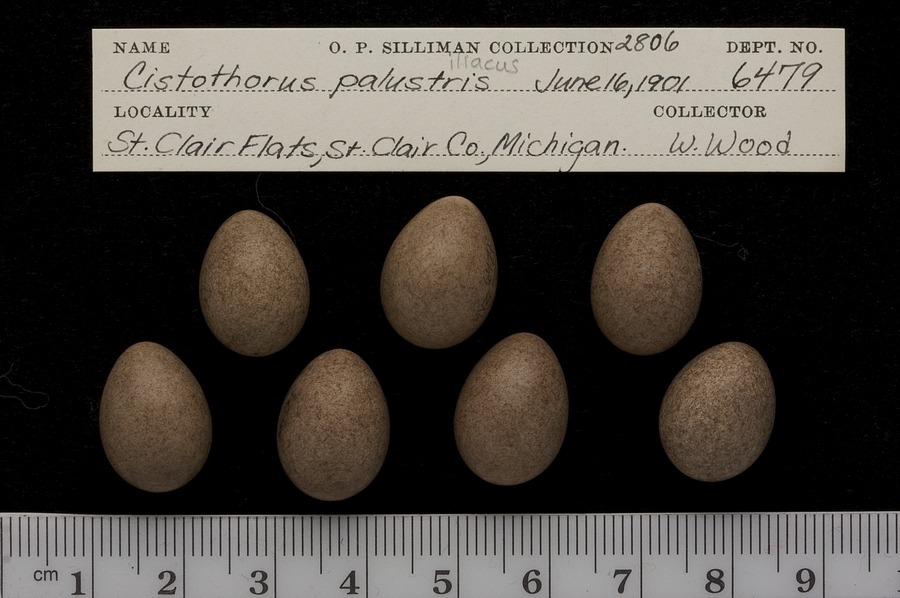 NAME O. P. SILLIMAN COLLECTION 2806 DEPT. NO.
iliacus
Cistothorus palustris June 16, 1901 6479
LOCALITY COLLECTOR
St. Clair Flats, St. Clair Co., Michigan. W. Wood
cm 1 2 3 4 5 6 7 8 9